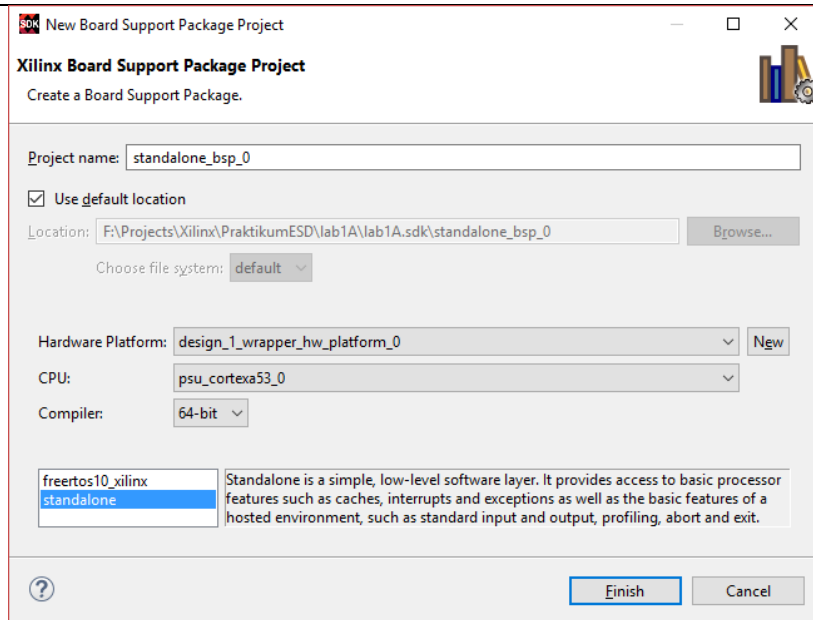 SDK New Board Support Package Project
Xilinx Board Support Package Project
Create a Board Support Package.
Project name: standalone_bsp_0
Use default location
Location: F:\Projects\Xilinx\PraktikumESD\lab1A\lab1A.sdk\standalone_bsp_0 Browse...
Choose file system: default
Hardware Platform: design_1_wrapper_hw_platform_0 New
CPU: psu_cortexa53_0
Compiler: 64-bit
freertos10_xilinx
standalone
Standalone is a simple, low-level software layer. It provides access to basic processor
features such as caches, interrupts and exceptions as well as the basic features of a
hosted environment, such as standard input and output, profiling, abort and exit.
? Finish Cancel